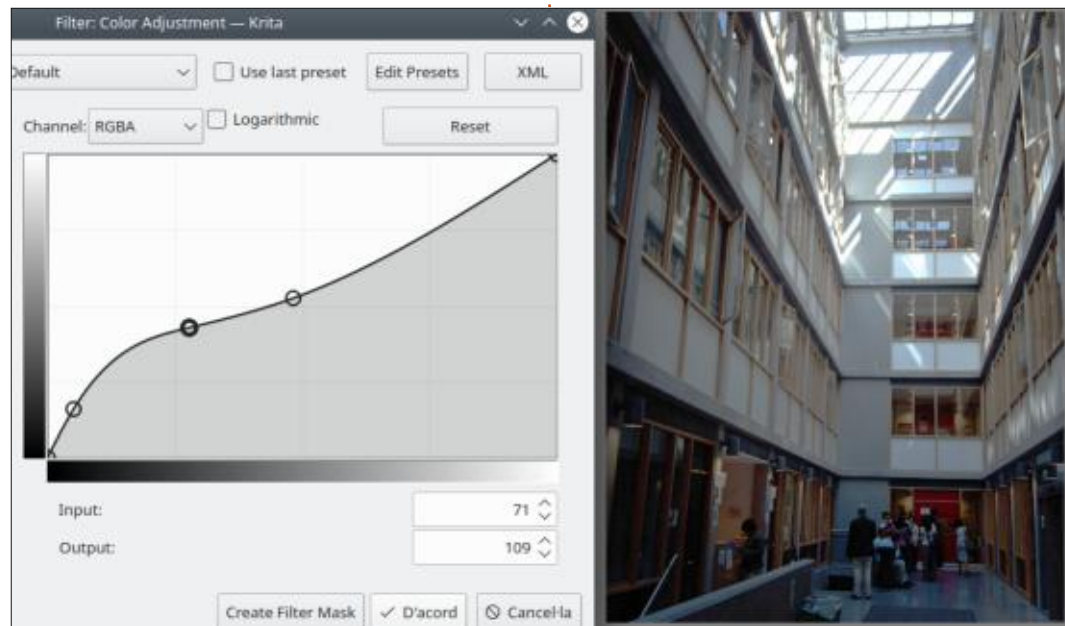 Filter: Color Adjustment — Krita
Default
Use last preset
Edit Presets
XML
Channel: RGBA
Logarithmic
Reset
Input: 71
Output: 109
Create Filter Mask
D'acord
Cancel·la